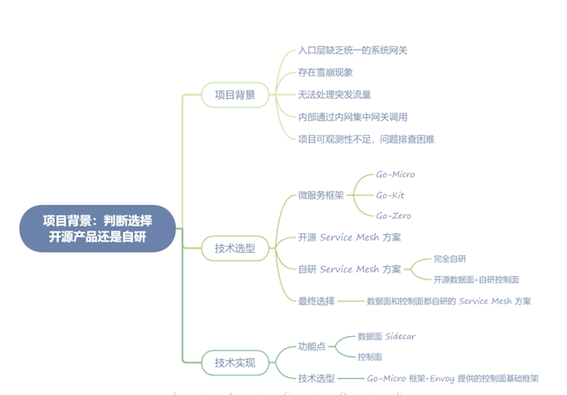 项目背景：判断选择
开源产品还是自研
项目背景
入口层缺乏统一的系统网关
存在雪崩现象
无法处理突发流量
内部通过内网集中网关调用
项目可观测性不足，问题排查困难
技术选型
微服务框架
Go-Micro
Go-Kit
Go-Zero
开源 Service Mesh 方案
自研 Service Mesh 方案
完全自研
开源数据面+自研控制面
最终选择
数据面和控制面都自研的 Service Mesh 方案
技术实现
功能点
数据面 Sidecar
控制面
技术选型
Go-Micro 框架+Envoy 提供的控制面基础框架